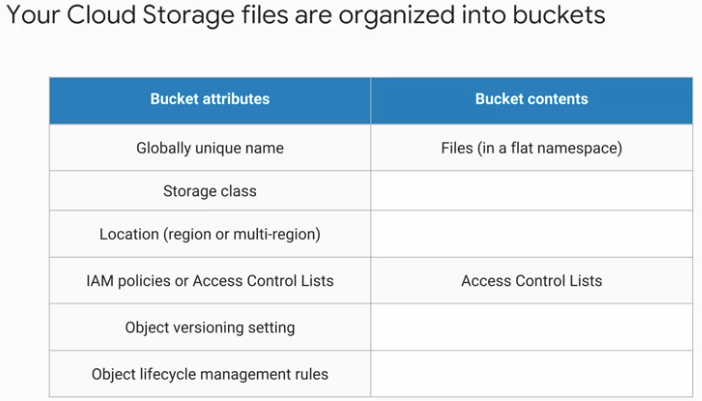 Your Cloud Storage files are organized into buckets
Bucket attributes Bucket contents
Globally unique name Files (in a flat namespace)
Storage class
Location (region or multi-region)
IAM policies or Access Control Lists Access Control Lists
Object versioning setting
Object lifecycle management rules